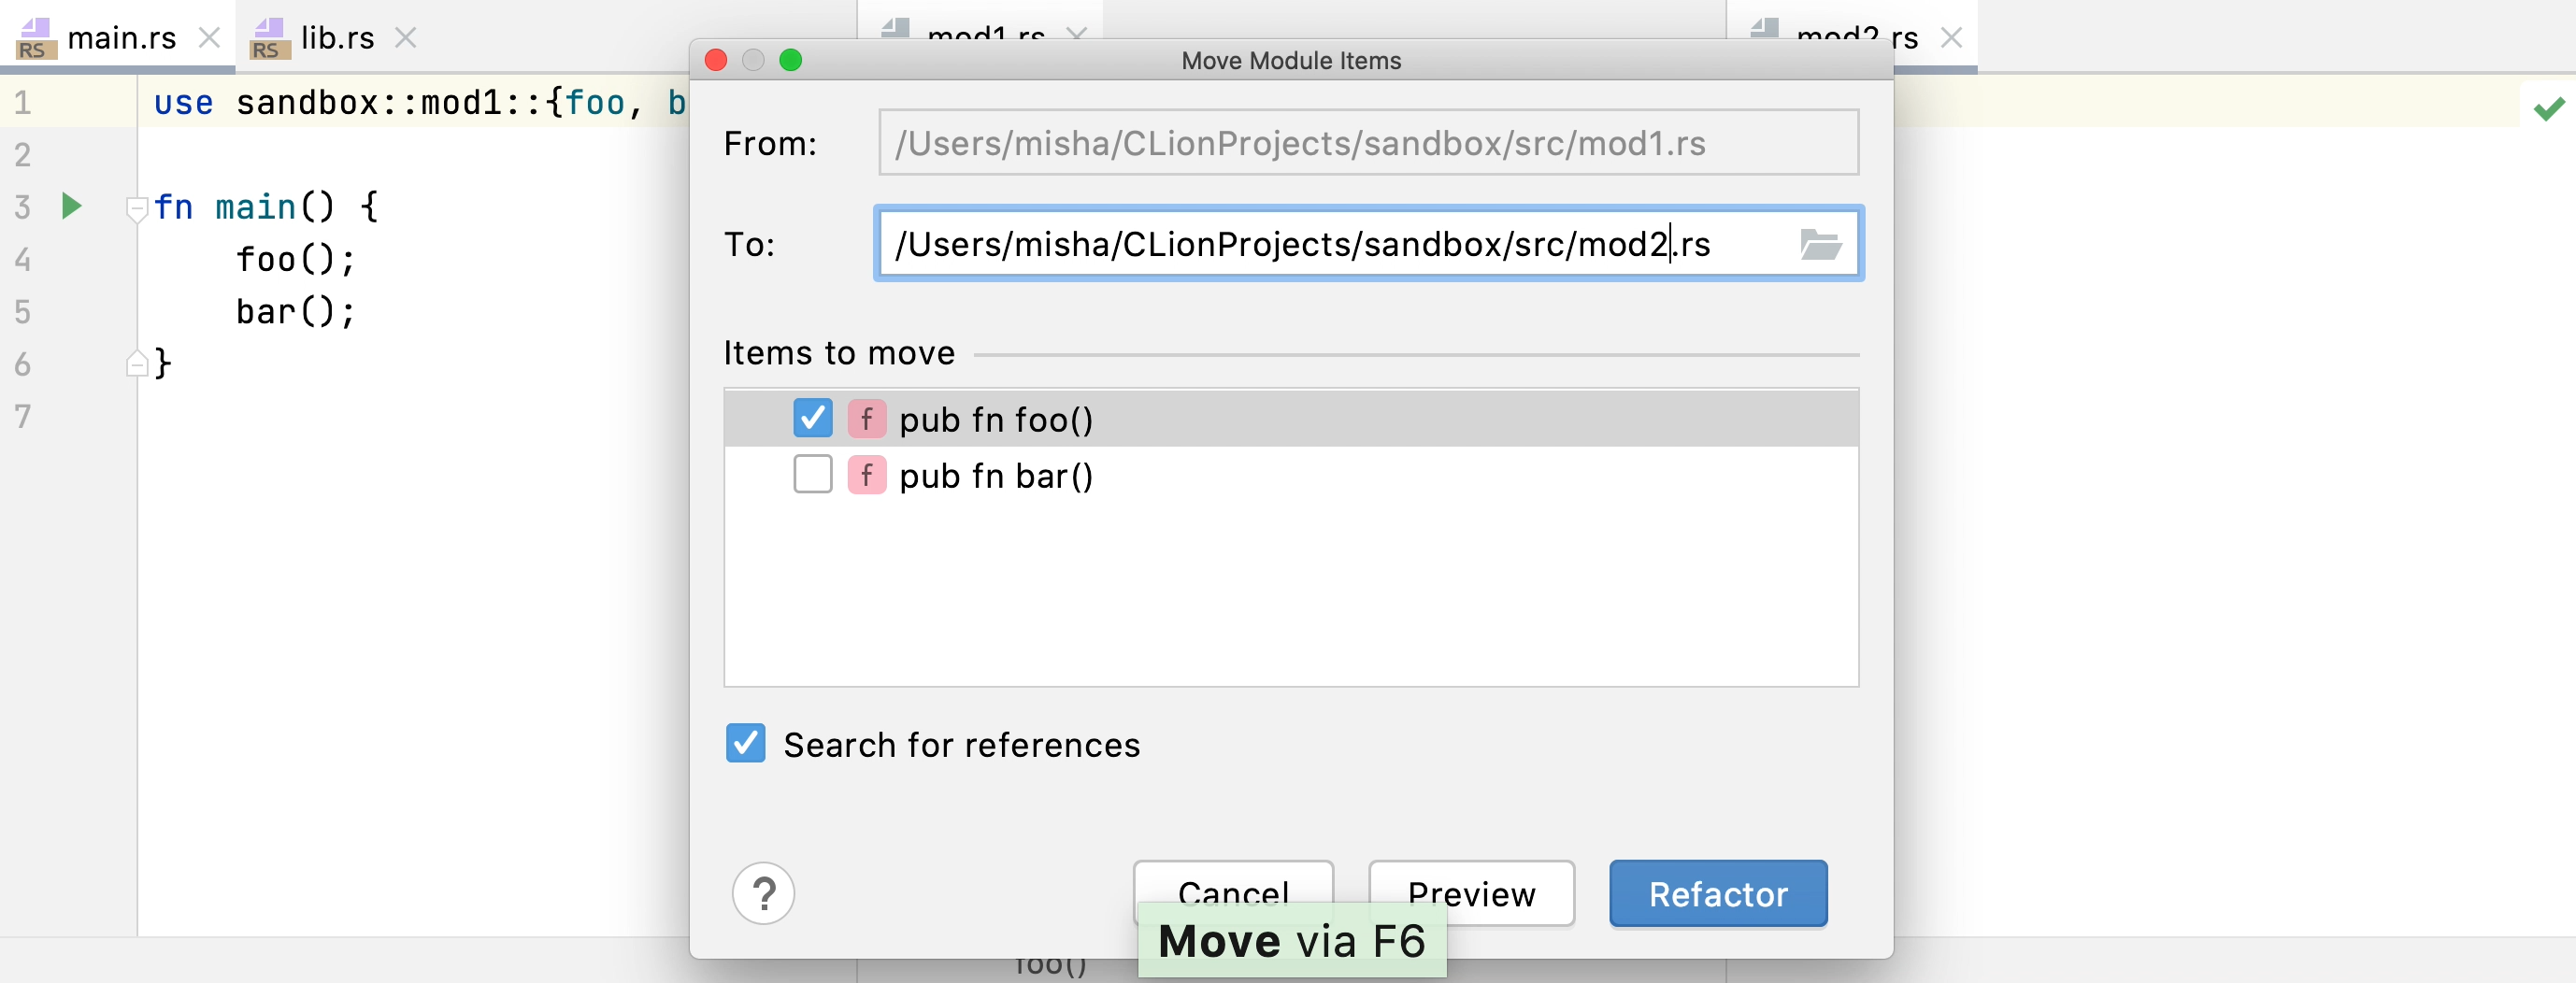 main.rs lib.rs mod1.rs mod2.rs
Move Module Items
1 use sandbox::mod1::{foo, b
2
3 fn main() {
4 foo();
5 bar();
6 }
7
From: /Users/misha/CLionProjects/sandbox/src/mod1.rs
To: /Users/misha/CLionProjects/sandbox/src/mod2.rs
Items to move
f pub fn foo()
f pub fn bar()
Search for references
? Cancel Preview Refactor
Move via F6
foo()
RS
RS